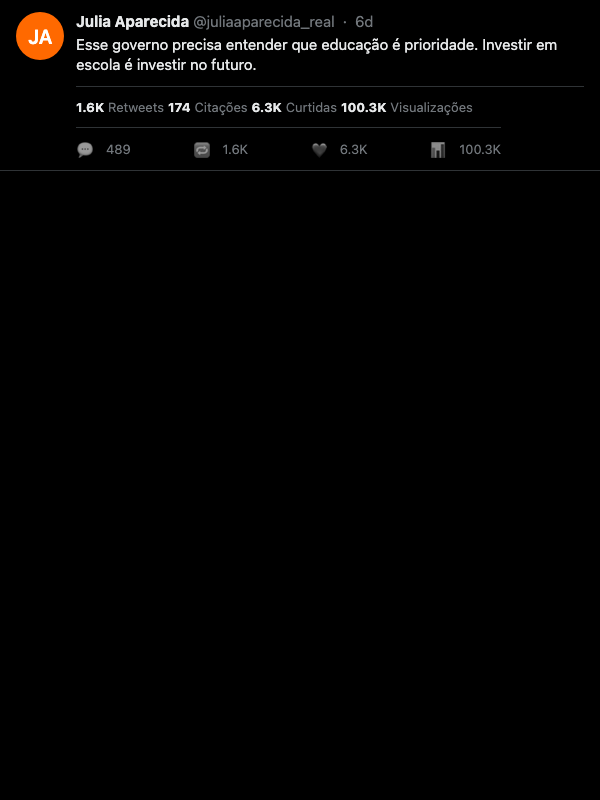 JA
Julia Aparecida @juliaaparecida_real · 6d
Esse governo precisa entender que educação é prioridade. Investir em
escola é investir no futuro.
1.6K Retweets 174 Citações 6.3K Curtidas 100.3K Visualizações
489 1.6K 6.3K 100.3K